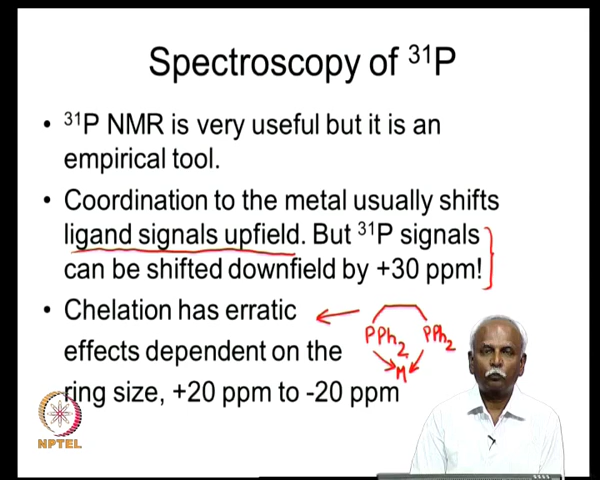 Spectroscopy of ³¹P
• ³¹P NMR is very useful but it is an
empirical tool.
• Coordination to the metal usually shifts
ligand signals upfield. But ³¹P signals
can be shifted downfield by +30 ppm!
• Chelation has erratic
PPh₂ PPh₂
effects dependent on the
M
ring size, +20 ppm to -20 ppm
NPTEL